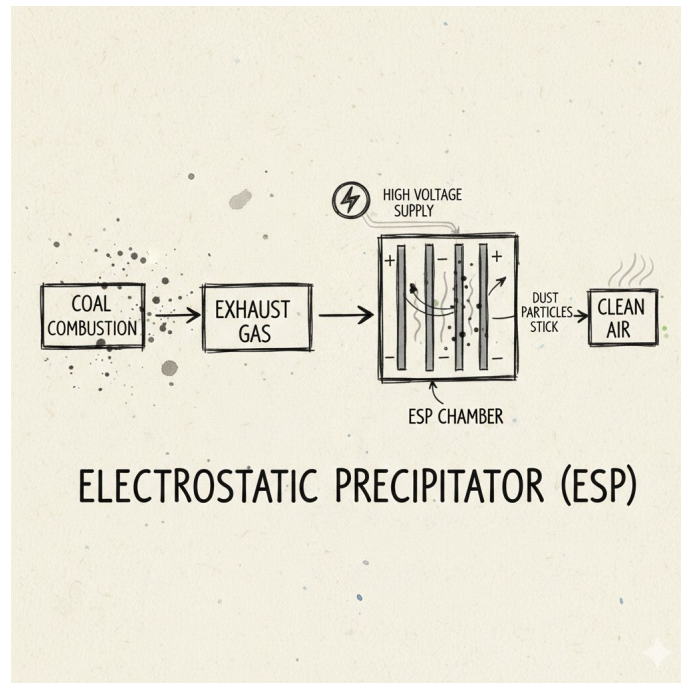 HIGH VOLTAGE
SUPPLY
COAL
COMBUSTION
EXHAUST
GAS
+
−
+
−
−
−
DUST
PARTICLES
STICK
CLEAN
AIR
ESP CHAMBER
ELECTROSTATIC PRECIPITATOR (ESP)